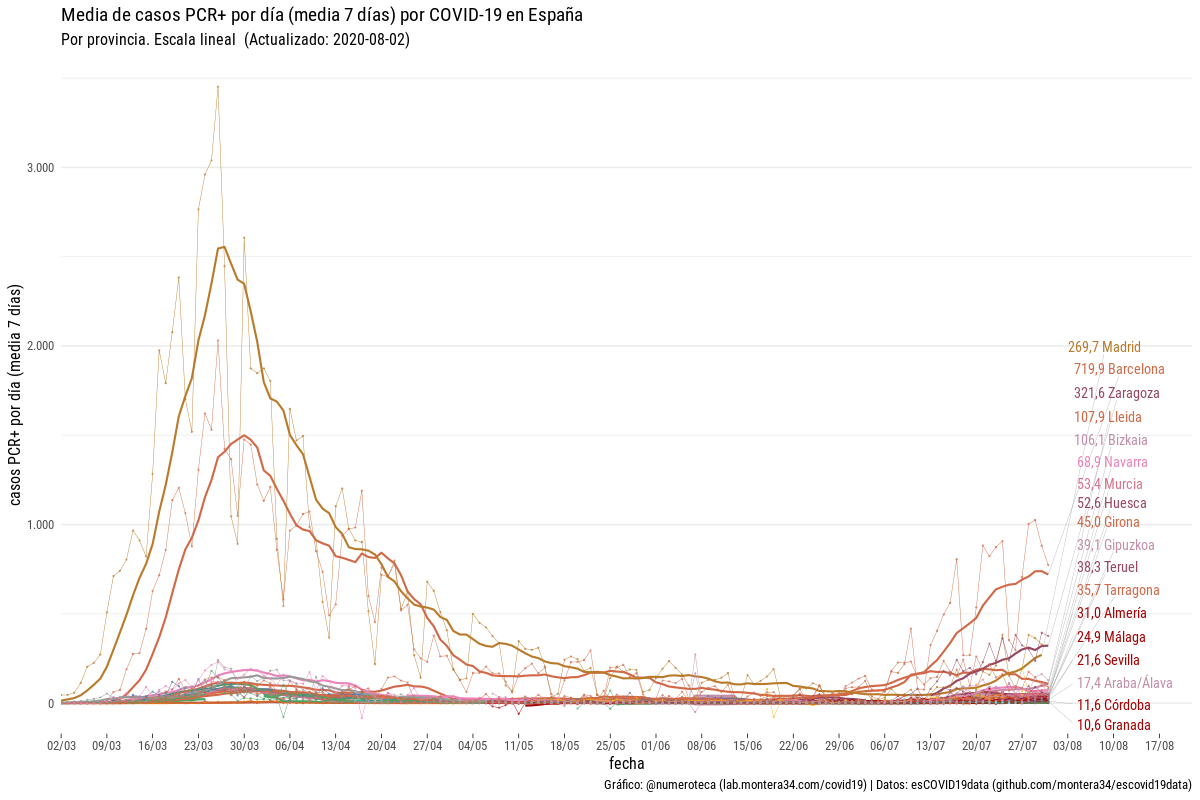 Media de casos PCR+ por día (media 7 días) por COVID-19 en España
Por provincia. Escala lineal  (Actualizado: 2020-08-02)
casos PCR+ por día (media 7 días)
3.000
2.000
1.000
0
269,7 Madrid
719,9 Barcelona
321,6 Zaragoza
107,9 Lleida
106,1 Bizkaia
68,9 Navarra
53,4 Murcia
52,6 Huesca
45,0 Girona
39,1 Gipuzkoa
38,3 Teruel
35,7 Tarragona
31,0 Almería
24,9 Málaga
21,6 Sevilla
17,4 Araba/Álava
11,6 Córdoba
10,6 Granada
02/03 09/03 16/03 23/03 30/03 06/04 13/04 20/04 27/04 04/05 11/05 18/05 25/05 01/06 08/06 15/06 22/06 29/06 06/07 13/07 20/07 27/07 03/08 10/08 17/08
fecha
Gráfico: @numeroteca (lab.montera34.com/covid19) | Datos: esCOVID19data (github.com/montera34/escovid19data)